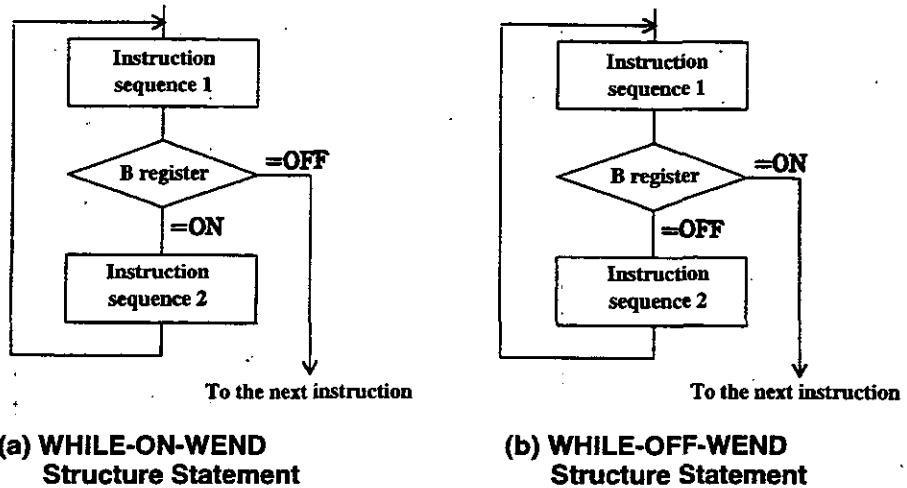 Instruction
sequence 1
B register
=OFF
=ON
Instruction
sequence 2
To the next instruction
(a) WHILE-ON-WEND
Structure Statement
Instruction
sequence 1
B register
=ON
=OFF
Instruction
sequence 2
To the next instruction
(b) WHILE-OFF-WEND
Structure Statement